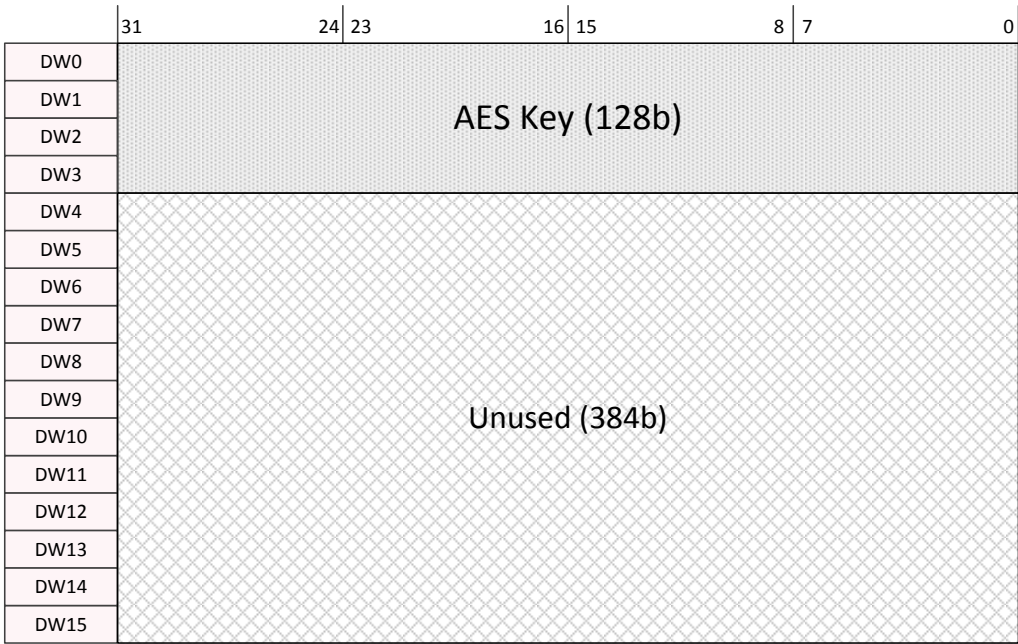 31 24 23 16 15 8 7 0
DW0
DW1
AES Key (128b)
DW2
DW3
DW4
DW5
DW6
DW7
DW8
DW9
Unused (384b)
DW10
DW11
DW12
DW13
DW14
DW15